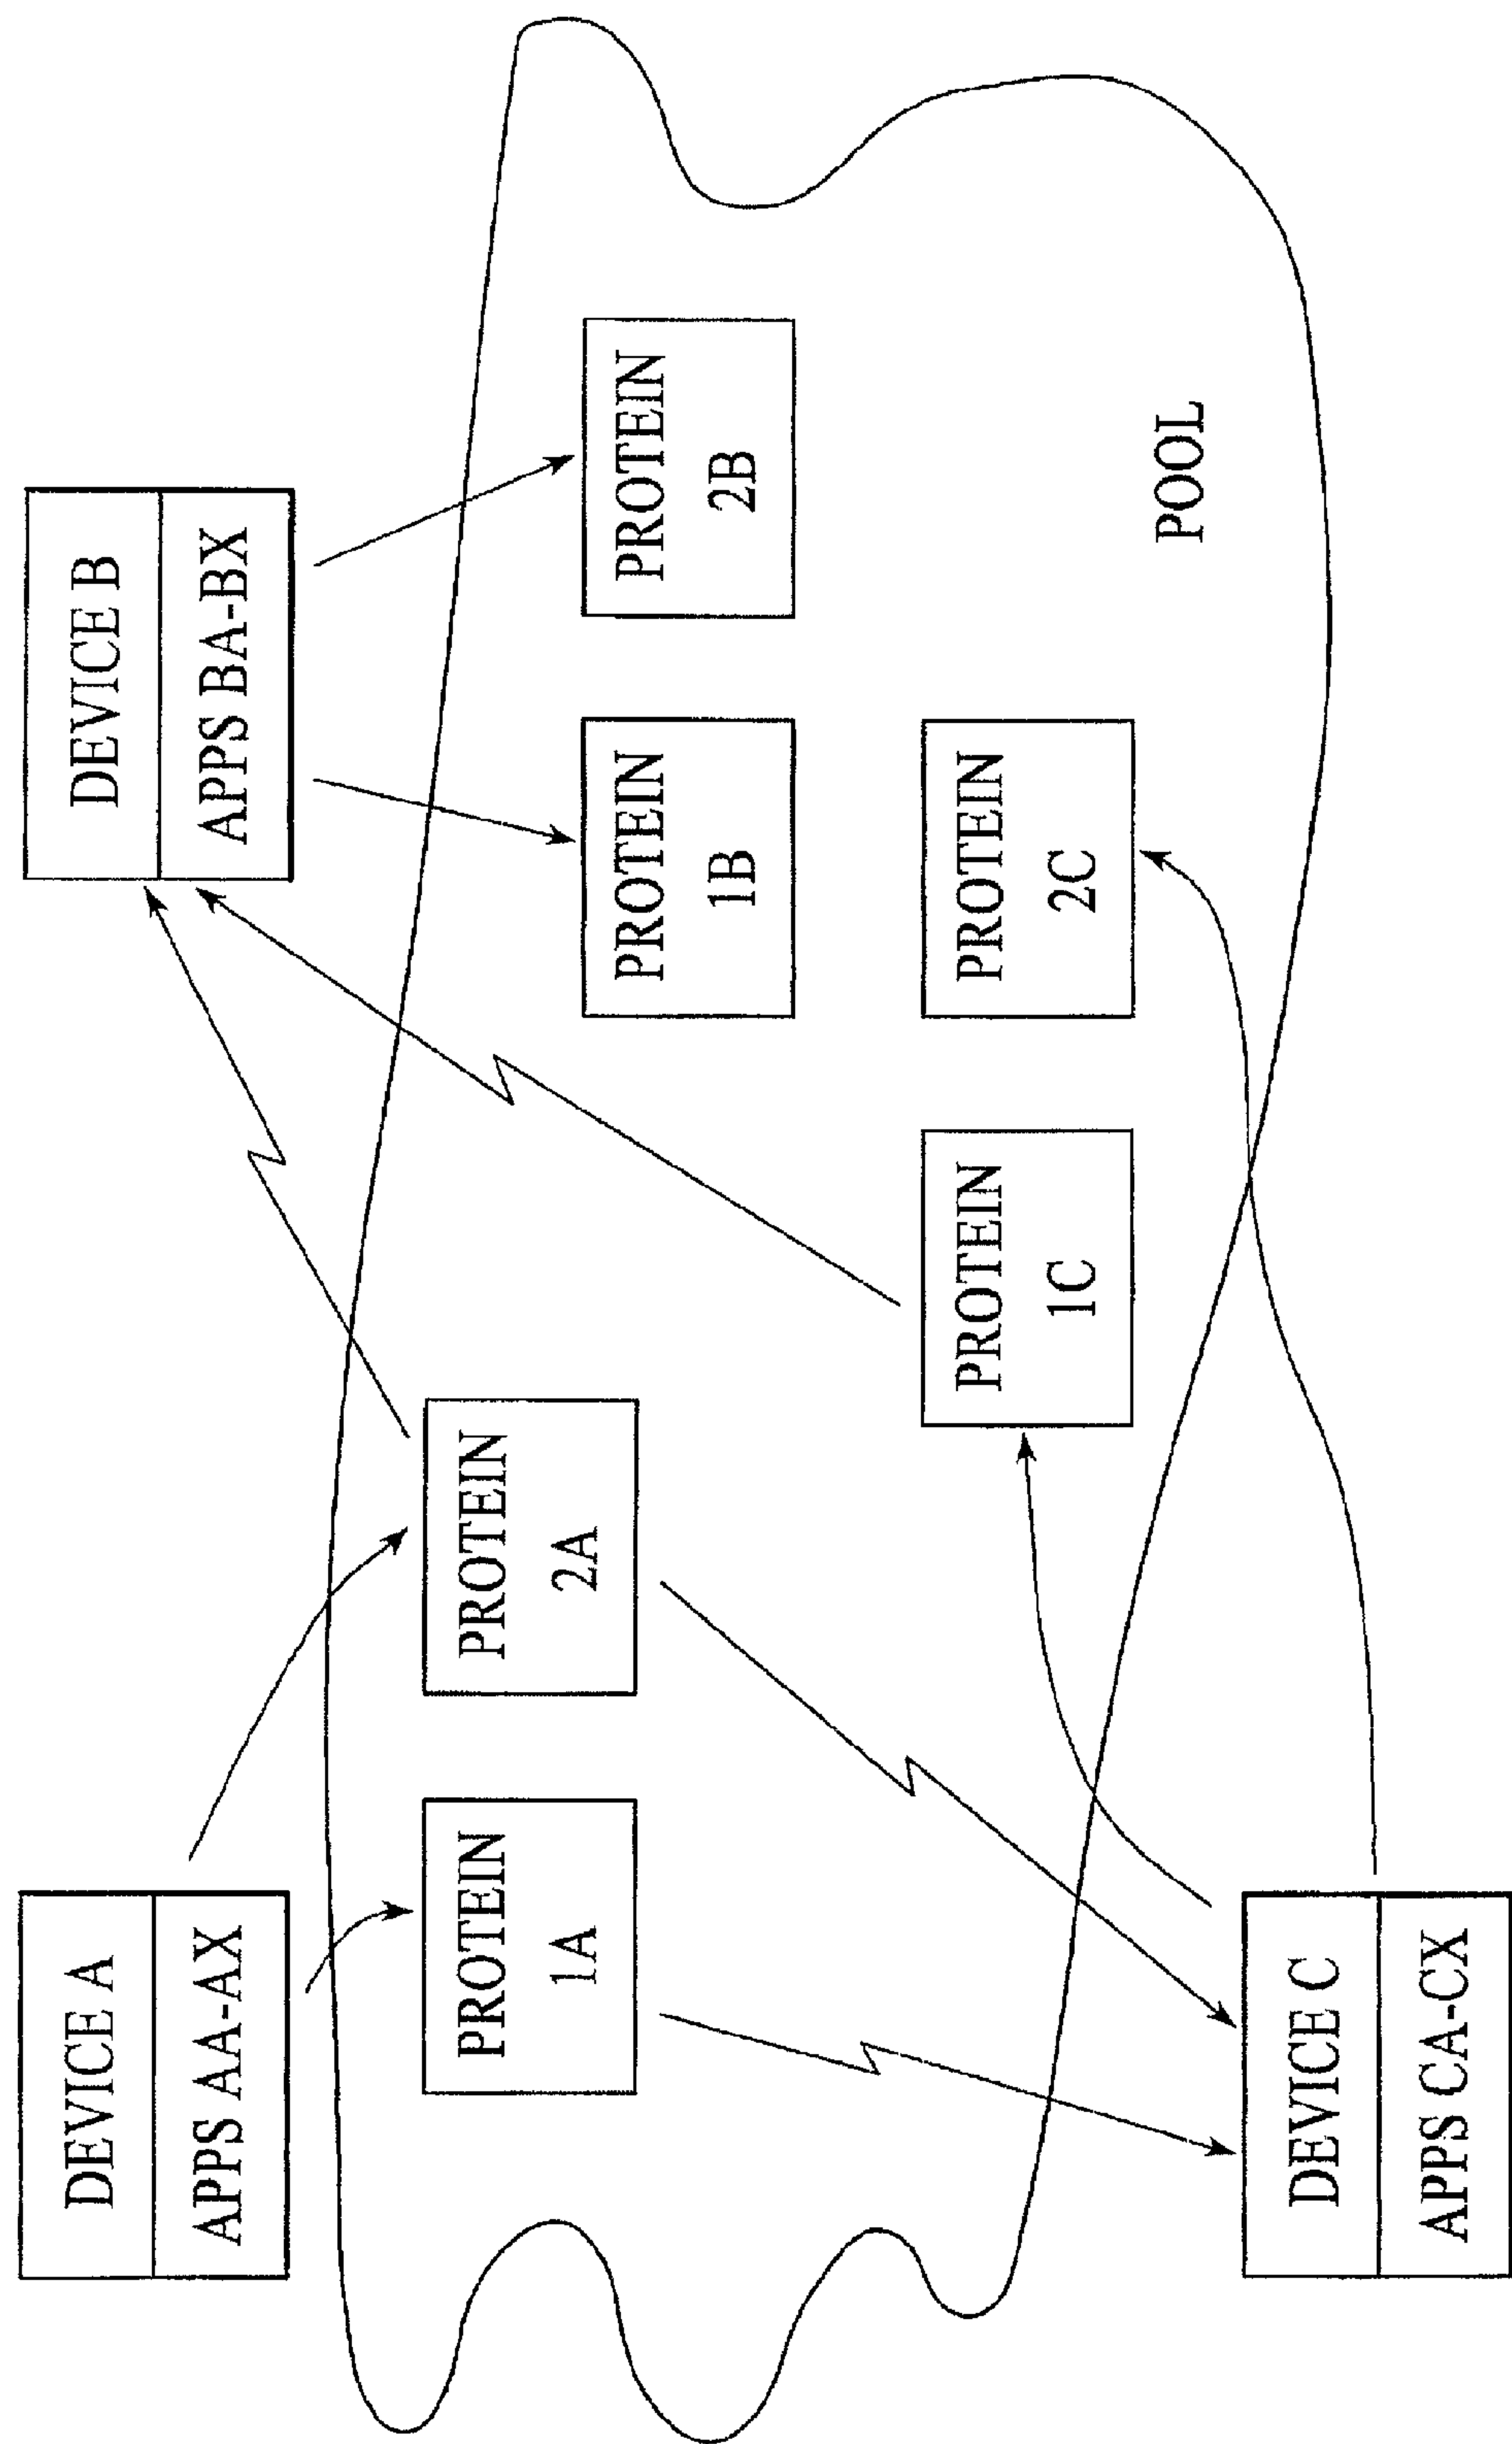 DEVICE A
APPS AA-AX
DEVICE B
APPS BA-BX
PROTEIN
1A
PROTEIN
2A
PROTEIN
1B
PROTEIN
2B
PROTEIN
1C
PROTEIN
2C
POOL
DEVICE C
APPS CA-CX